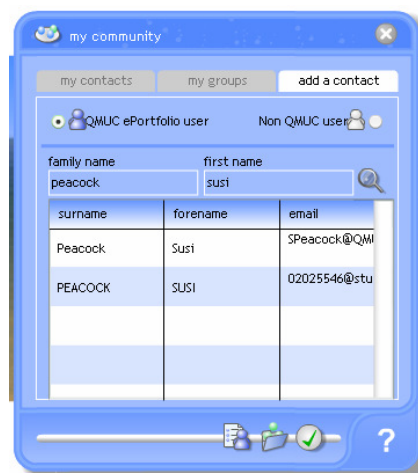 my community
my contacts my groups add a contact
QMUC ePortfolio user Non QMUC user
family name first name
peacock susi
surname forename email
Peacock Susi SPeacock@QM
PEACOCK SUSI 02025546@stu
?